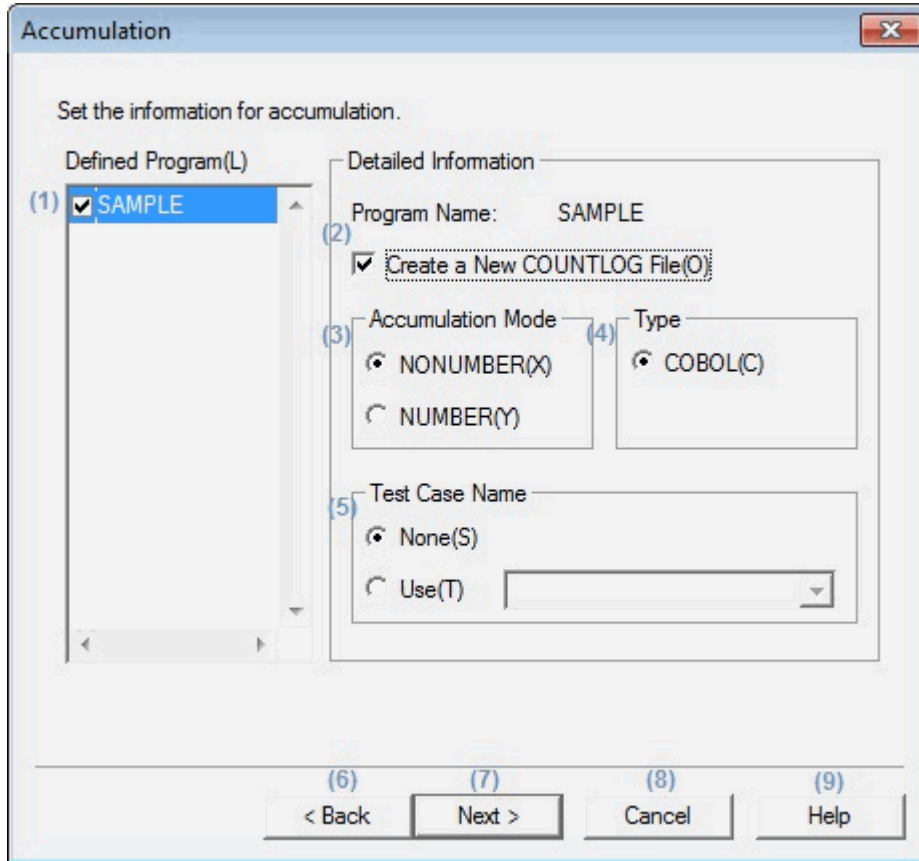 Accumulation
Set the information for accumulation.
Defined Program(L)
(1) SAMPLE
Detailed Information
Program Name: SAMPLE
(2)
Create a New COUNTLOG File(O)
(3) Accumulation Mode
NONUMBER(X)
NUMBER(Y)
(4) Type
COBOL(C)
(5) Test Case Name
None(S)
Use(T)
(6) (7) (8) (9)
< Back Next > Cancel Help